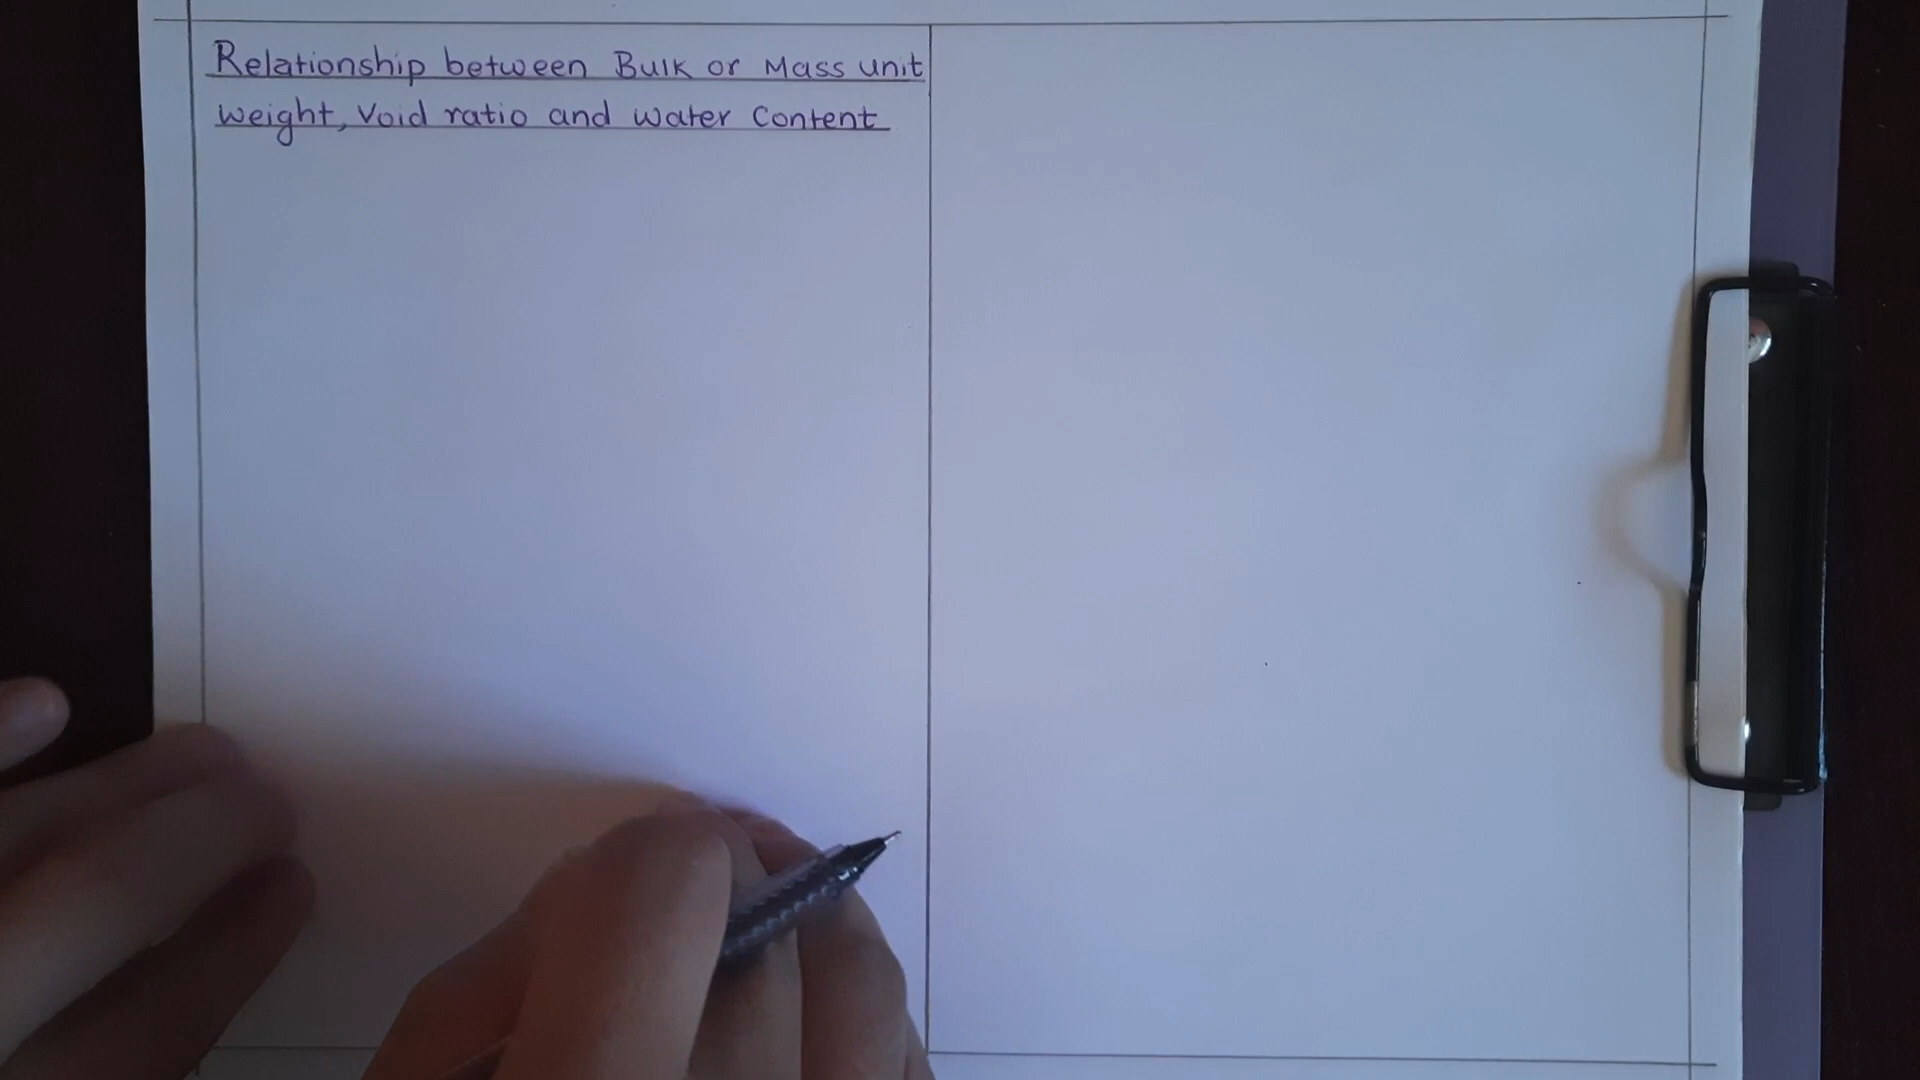 Relationship between Bulk or Mass unit
weight, Void ratio and water Content